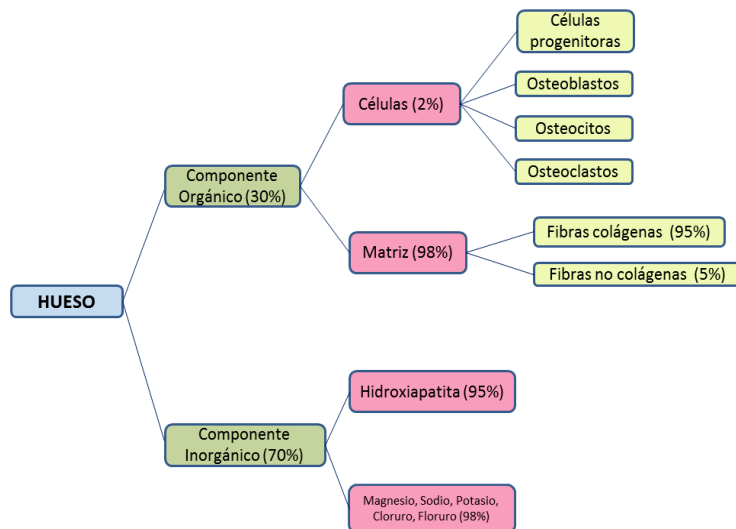 HUESO
Componente
Orgánico (30%)
Células (2%)
Células
progenitoras
Osteoblastos
Osteocitos
Osteoclastos
Matriz (98%)
Fibras colágenas (95%)
Fibras no colágenas (5%)
Componente
Inorgánico (70%)
Hidroxiapatita (95%)
Magnesio, Sodio, Potasio,
Cloruro, Floruro (98%)